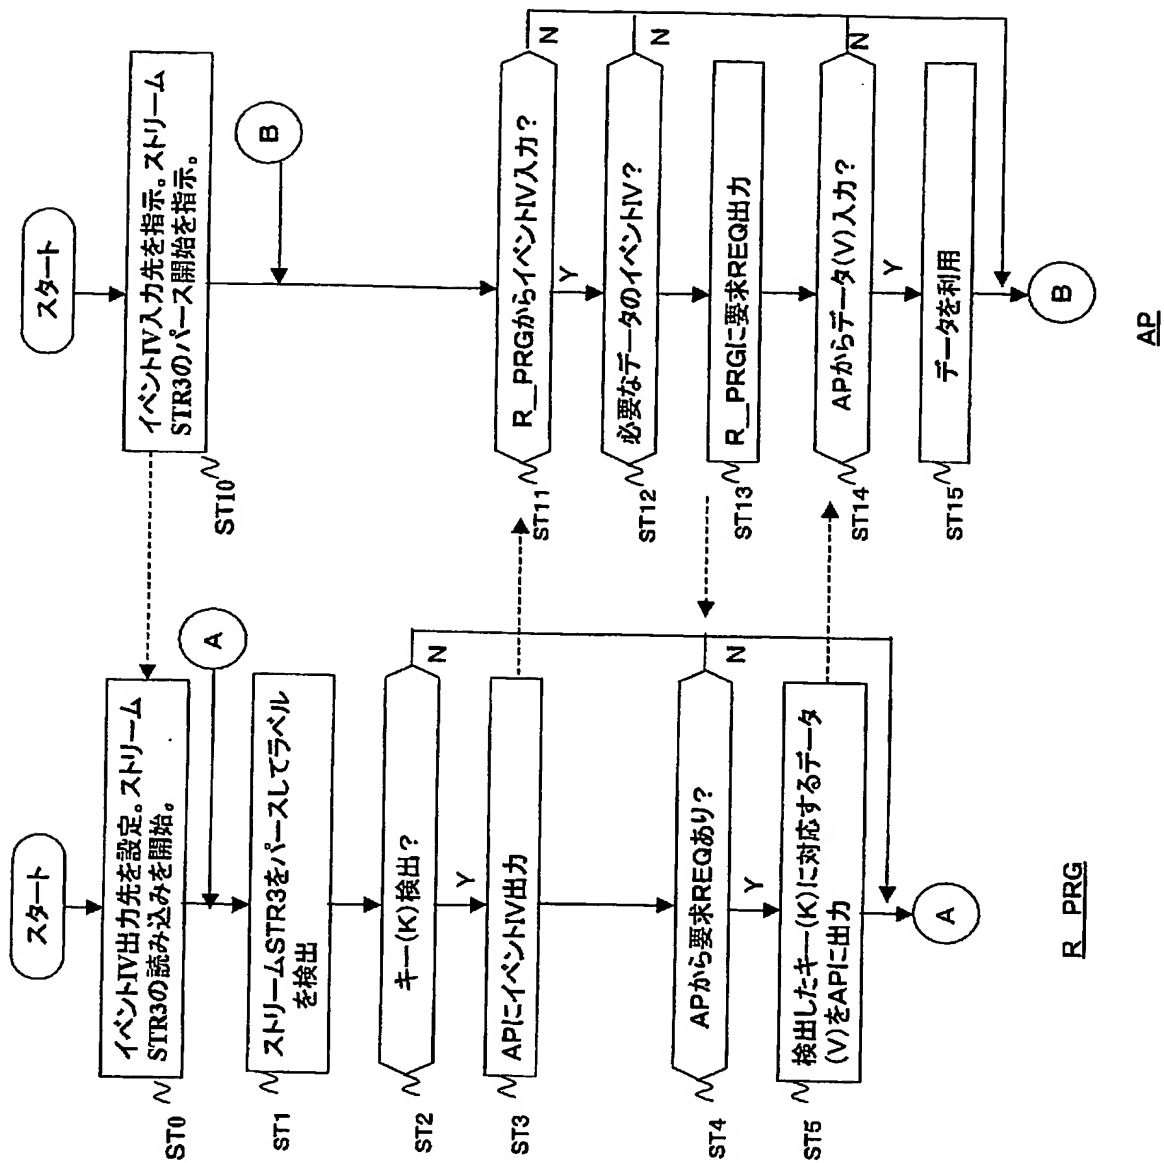 スタート
イベントIV出力先を設定。ストリーム
STR3の読み込みを開始。
ST0
A
ストリームSTR3をパースしてラベル
を検出
ST1
キー(K)検出?
ST2
N
Y
APにイベントIV出力
ST3
APから要求REQあり?
ST4
N
Y
検出したキー(K)に対応するデータ
(V)をAPに出力
ST5
A
R_PRG
スタート
イベントIV入力先を指示。ストリーム
STR3のパース開始を指示。
ST10
B
R__PRGからイベントIV入力?
ST11
N
Y
必要なデータのイベントIV?
ST12
N
R__PRGに要求REQ出力
ST13
APからデータ(V)入力?
ST14
N
Y
データを利用
ST15
B
AP